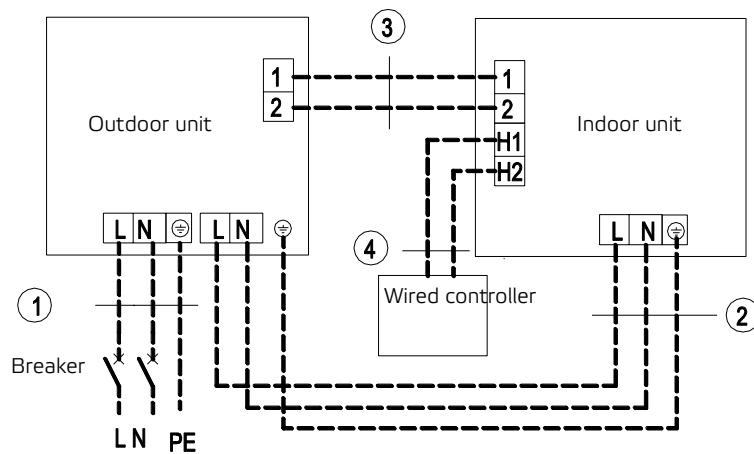 3
1
2
Outdoor unit
1
2
H1
H2
Indoor unit
L N
L N
L N
4
1
Wired controller
2
Breaker
L N PE